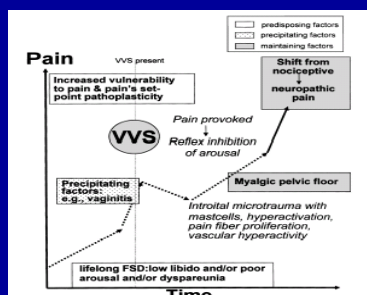 predisposing factors
precipitating factors
maintaining factors
VVS present
Pain
Increased vulnerability
to pain & pain's set-
point pathoplasticity
Shift from
nociceptive
neuropathic
pain
Pain provoked
Reflex inhibition
of arousal
VVS
Precipitating
factors:
e.g., vaginitis
Myalgic pelvic floor
Introital microtrauma with
mastcells, hyperactivation,
pain fiber proliferation,
vascular hyperactivity
lifelong FSD:low libido and/or poor
arousal and/or dyspareunia
Time